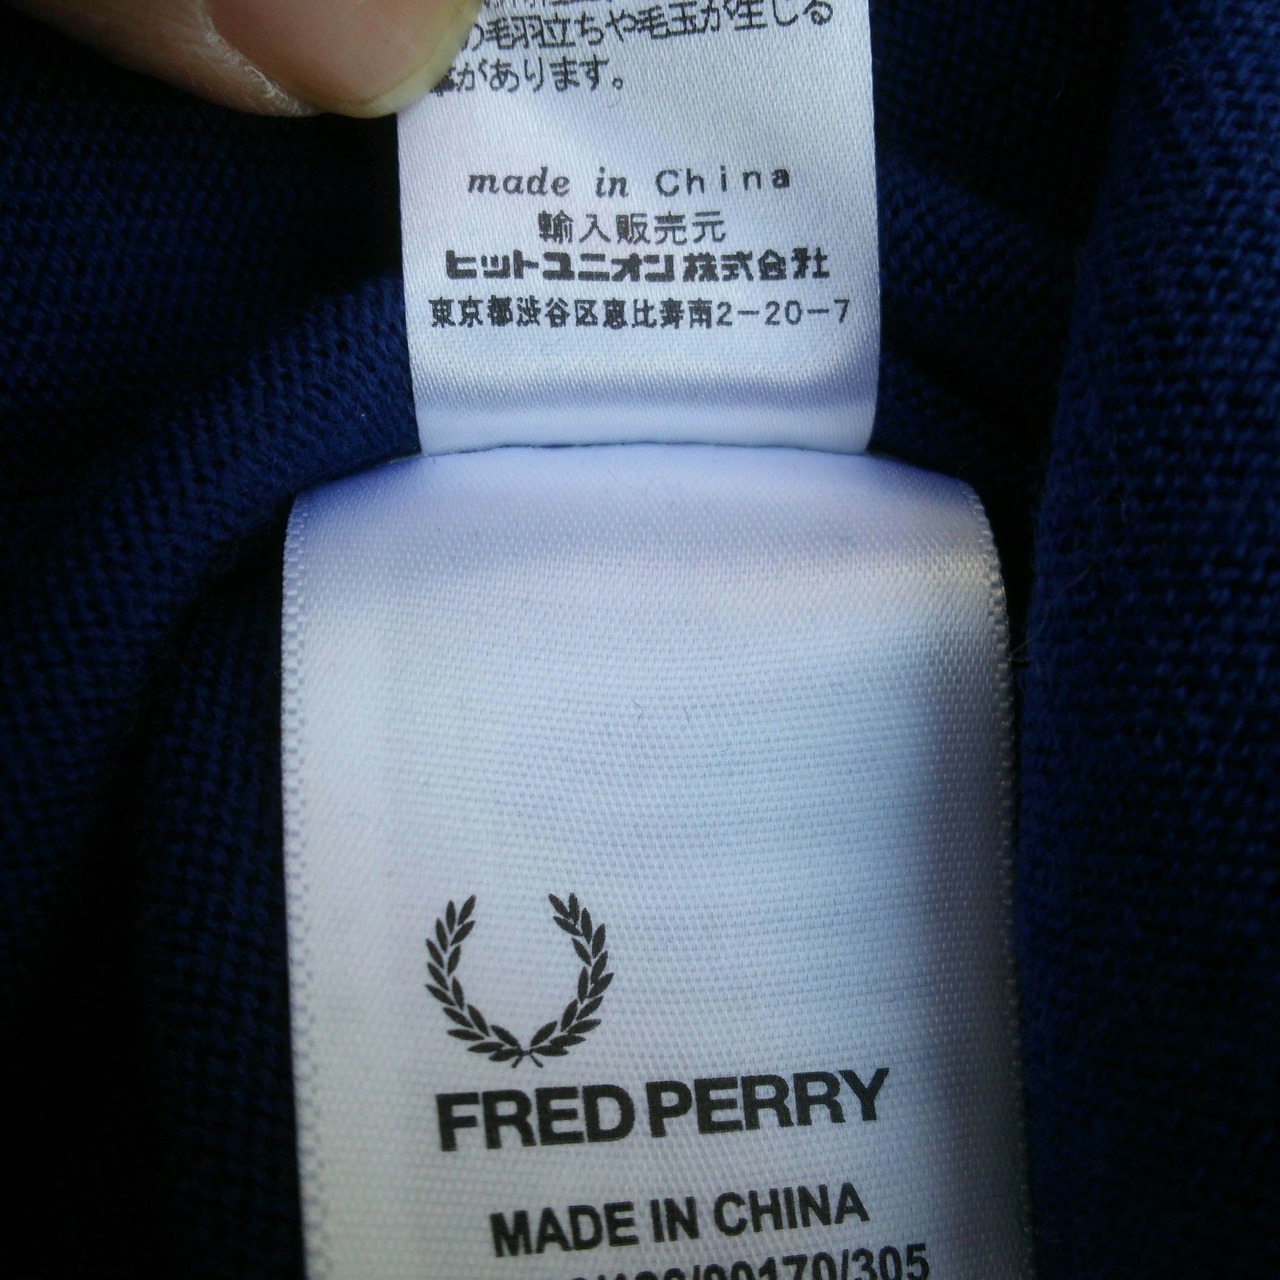 の毛羽立ちや毛玉が生じる
事があります。
made in China
輸入販売元
ヒットユニオン株式会社
東京都渋谷区恵比寿南2-20-7
FRED PERRY
MADE IN CHINA
00170/305